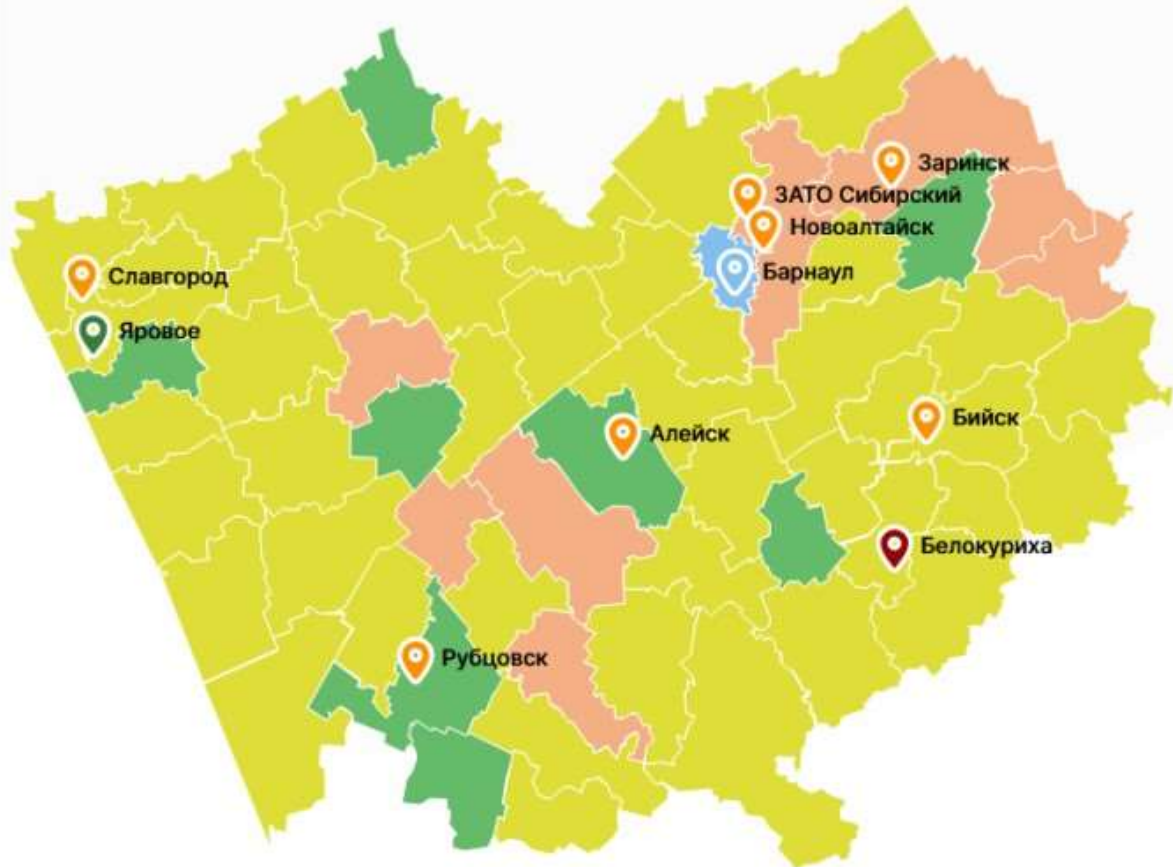 Заринск
ЗАТО Сибирский
Новоалтайск
Барнаул
Славгород
Яровое
Бийск
Алейск
Белокуриха
Рубцовск